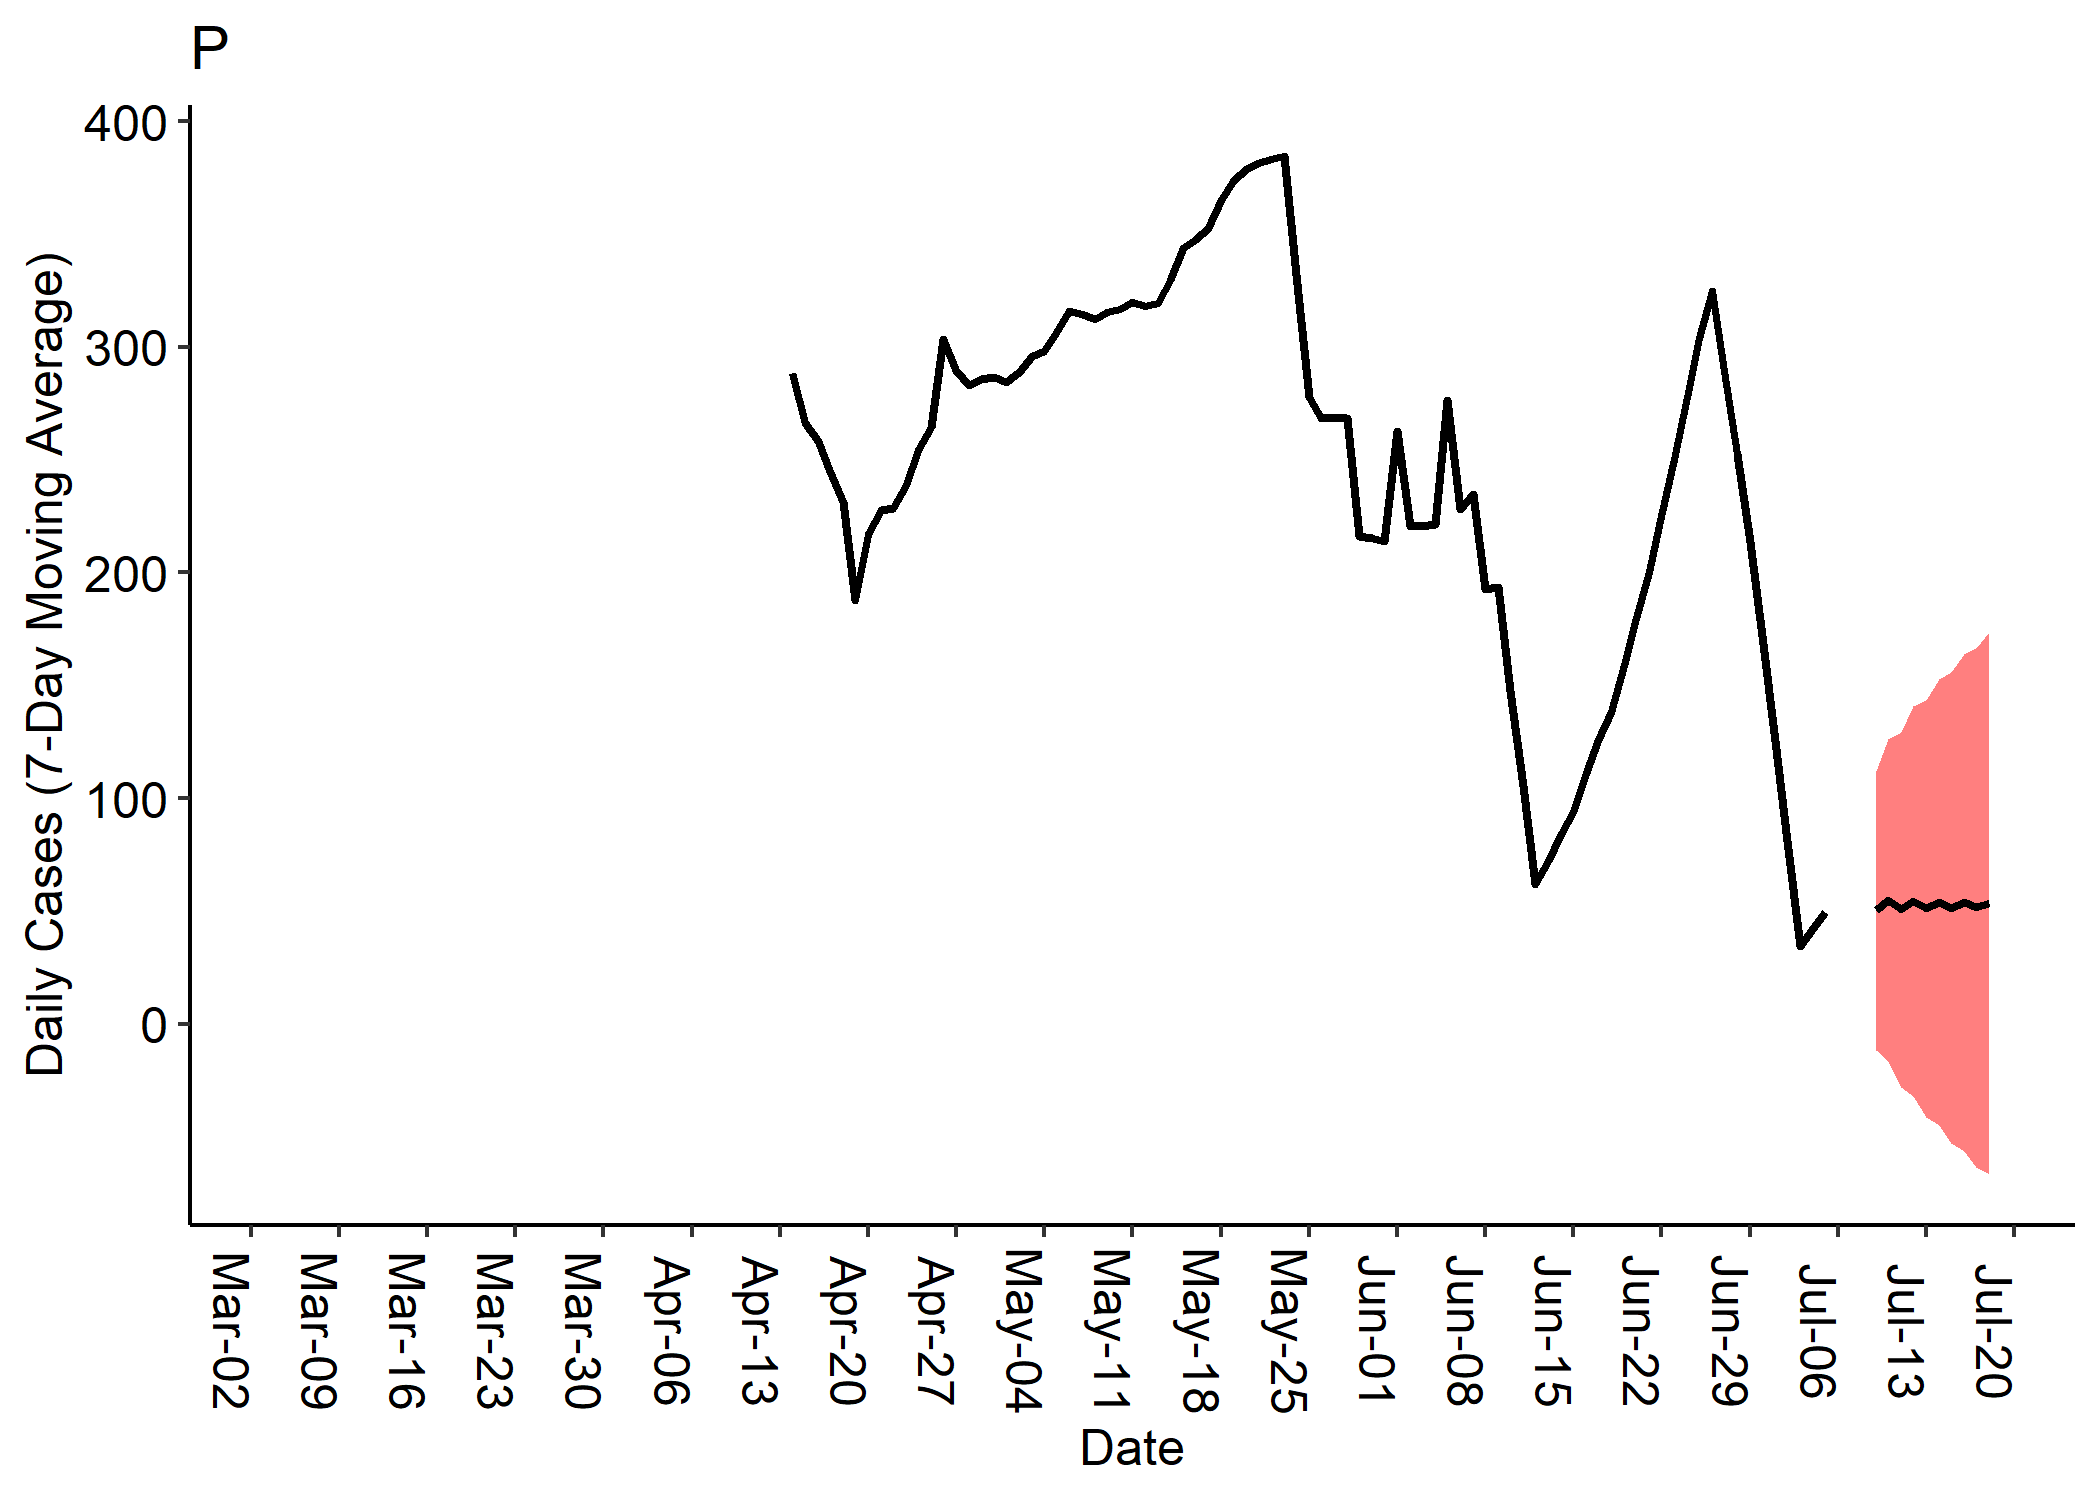 P
Daily Cases (7-Day Moving Average)
400
300
200
100
0
Mar-02
Mar-09
Mar-16
Mar-23
Mar-30
Apr-06
Apr-13
Apr-20
Apr-27
May-04
May-11
May-18
May-25
Jun-01
Jun-08
Jun-15
Jun-22
Jun-29
Jul-06
Jul-13
Jul-20
Date